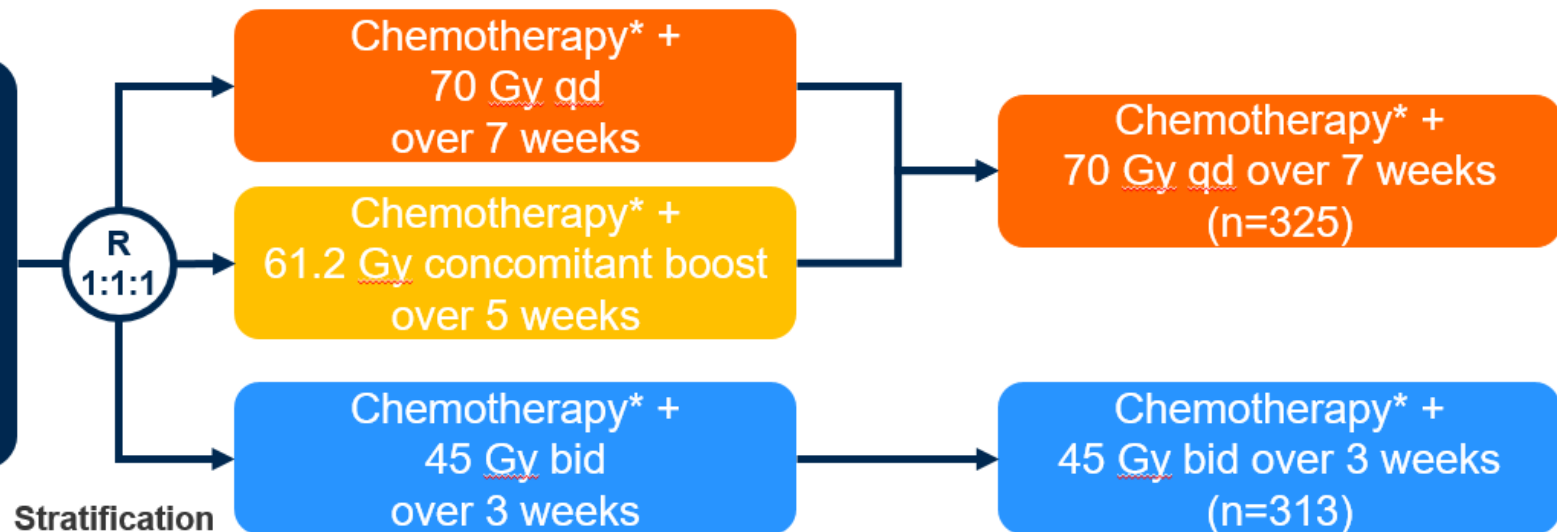 Chemotherapy* +
70 Gy qd
over 7 weeks
R
1:1:1
Chemotherapy* +
61.2 Gy concomitant boost
over 5 weeks
Chemotherapy* +
45 Gy bid
over 3 weeks
Chemotherapy* +
70 Gy qd over 7 weeks
(n=325)
Chemotherapy* +
45 Gy bid over 3 weeks
(n=313)
Stratification